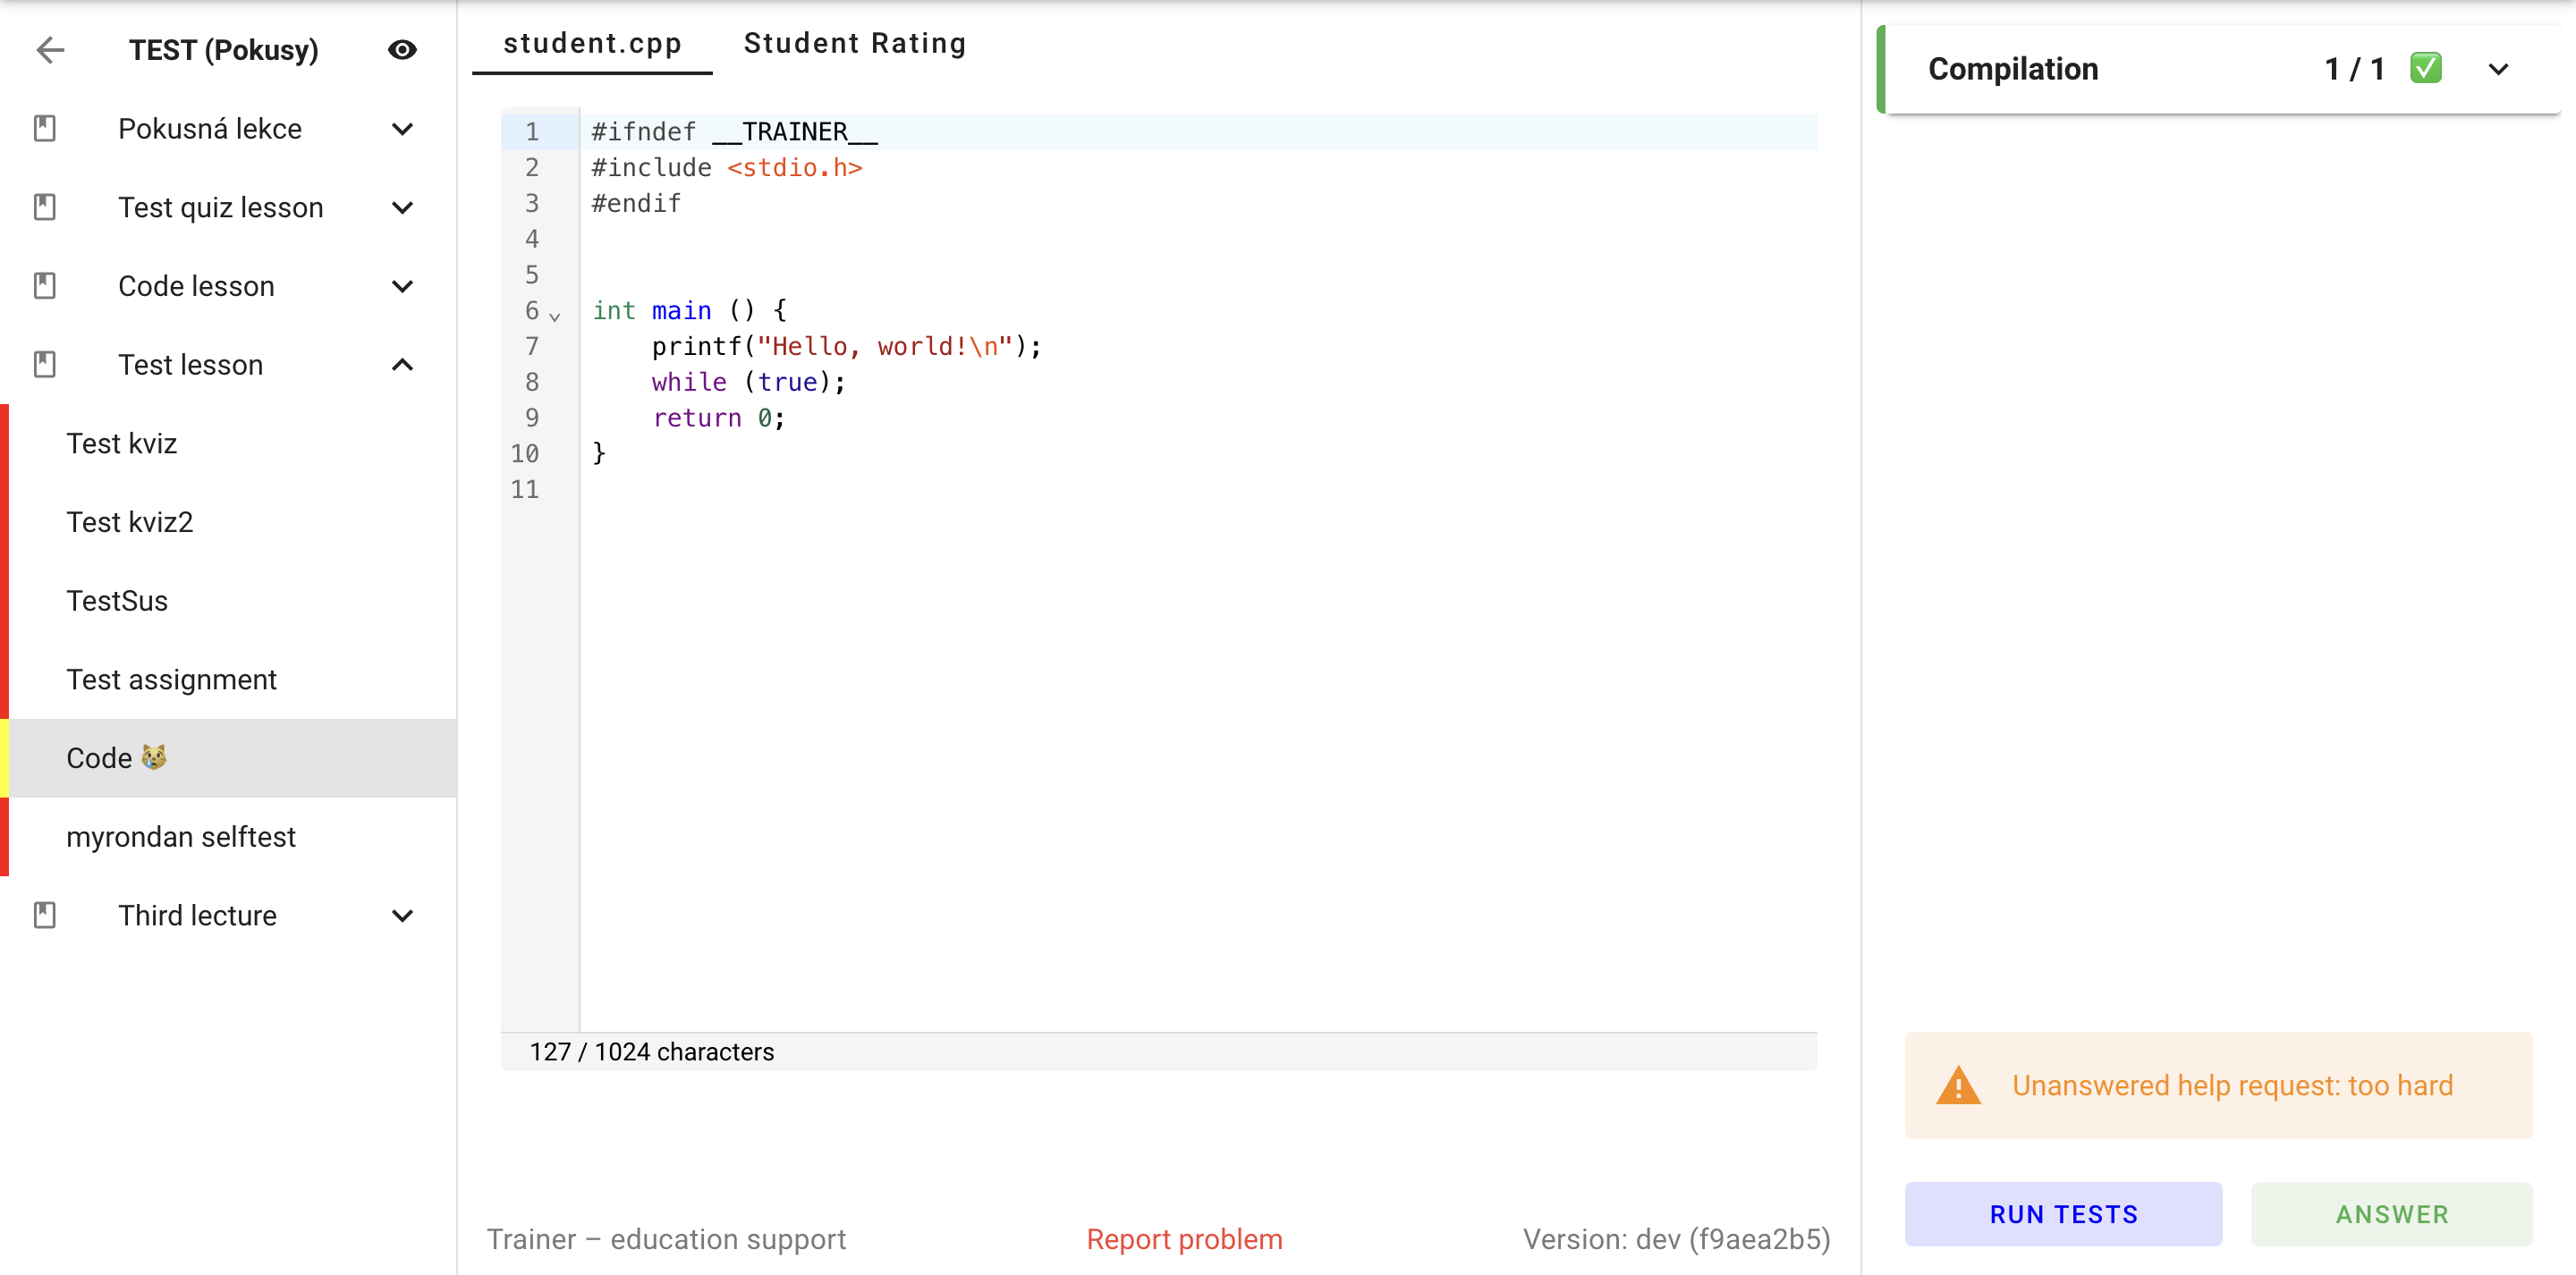 TEST (Pokusy)
Pokusná lekce
Test quiz lesson
Code lesson
Test lesson
Test kviz
Test kviz2
TestSus
Test assignment
Code 😿
myrondan selftest
Third lecture
student.cpp
Student Rating
1 #ifndef __TRAINER__
2 #include <stdio.h>
3 #endif
4
5
6 int main () {
7     printf("Hello, world!\n");
8     while (true);
9     return 0;
10 }
11
127 / 1024 characters
Trainer – education support
Report problem
Version: dev (f9aea2b5)
Compilation 1 / 1 ✅
Unanswered help request: too hard
RUN TESTS
ANSWER